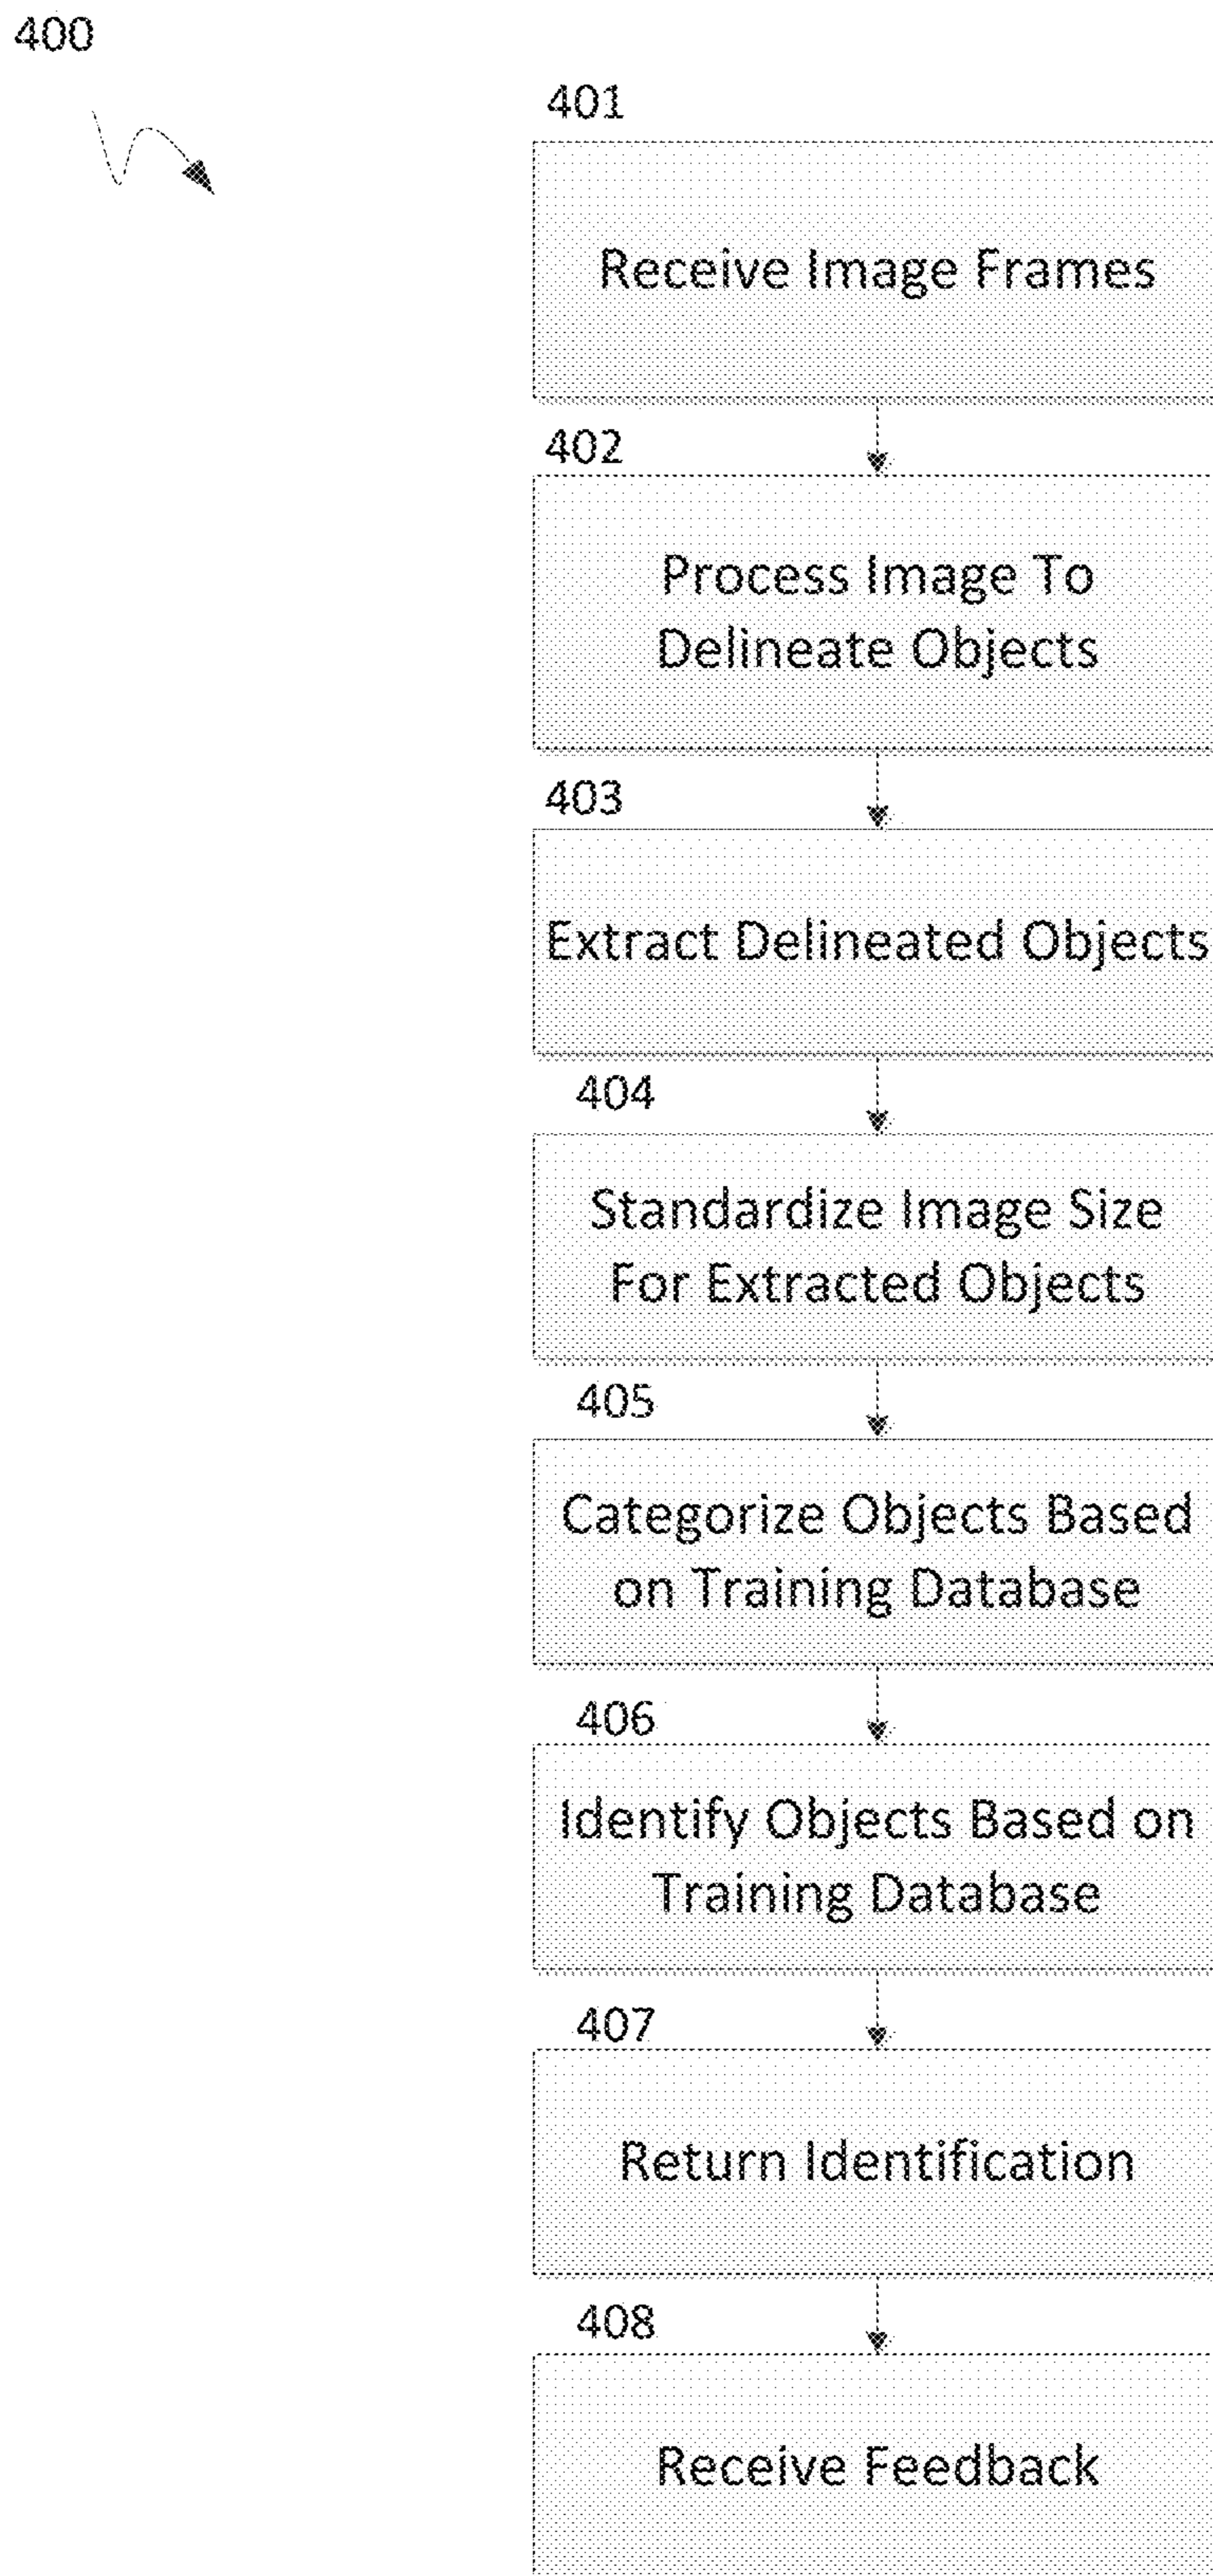 400
401
Receive Image Frames
402
Process Image To
Delineate Objects
403
Extract Delineated Objects
404
Standardize Image Size
For Extracted Objects
405
Categorize Objects Based
on Training Database
406
Identify Objects Based on
Training Database
407
Return Identification
408
Receive Feedback